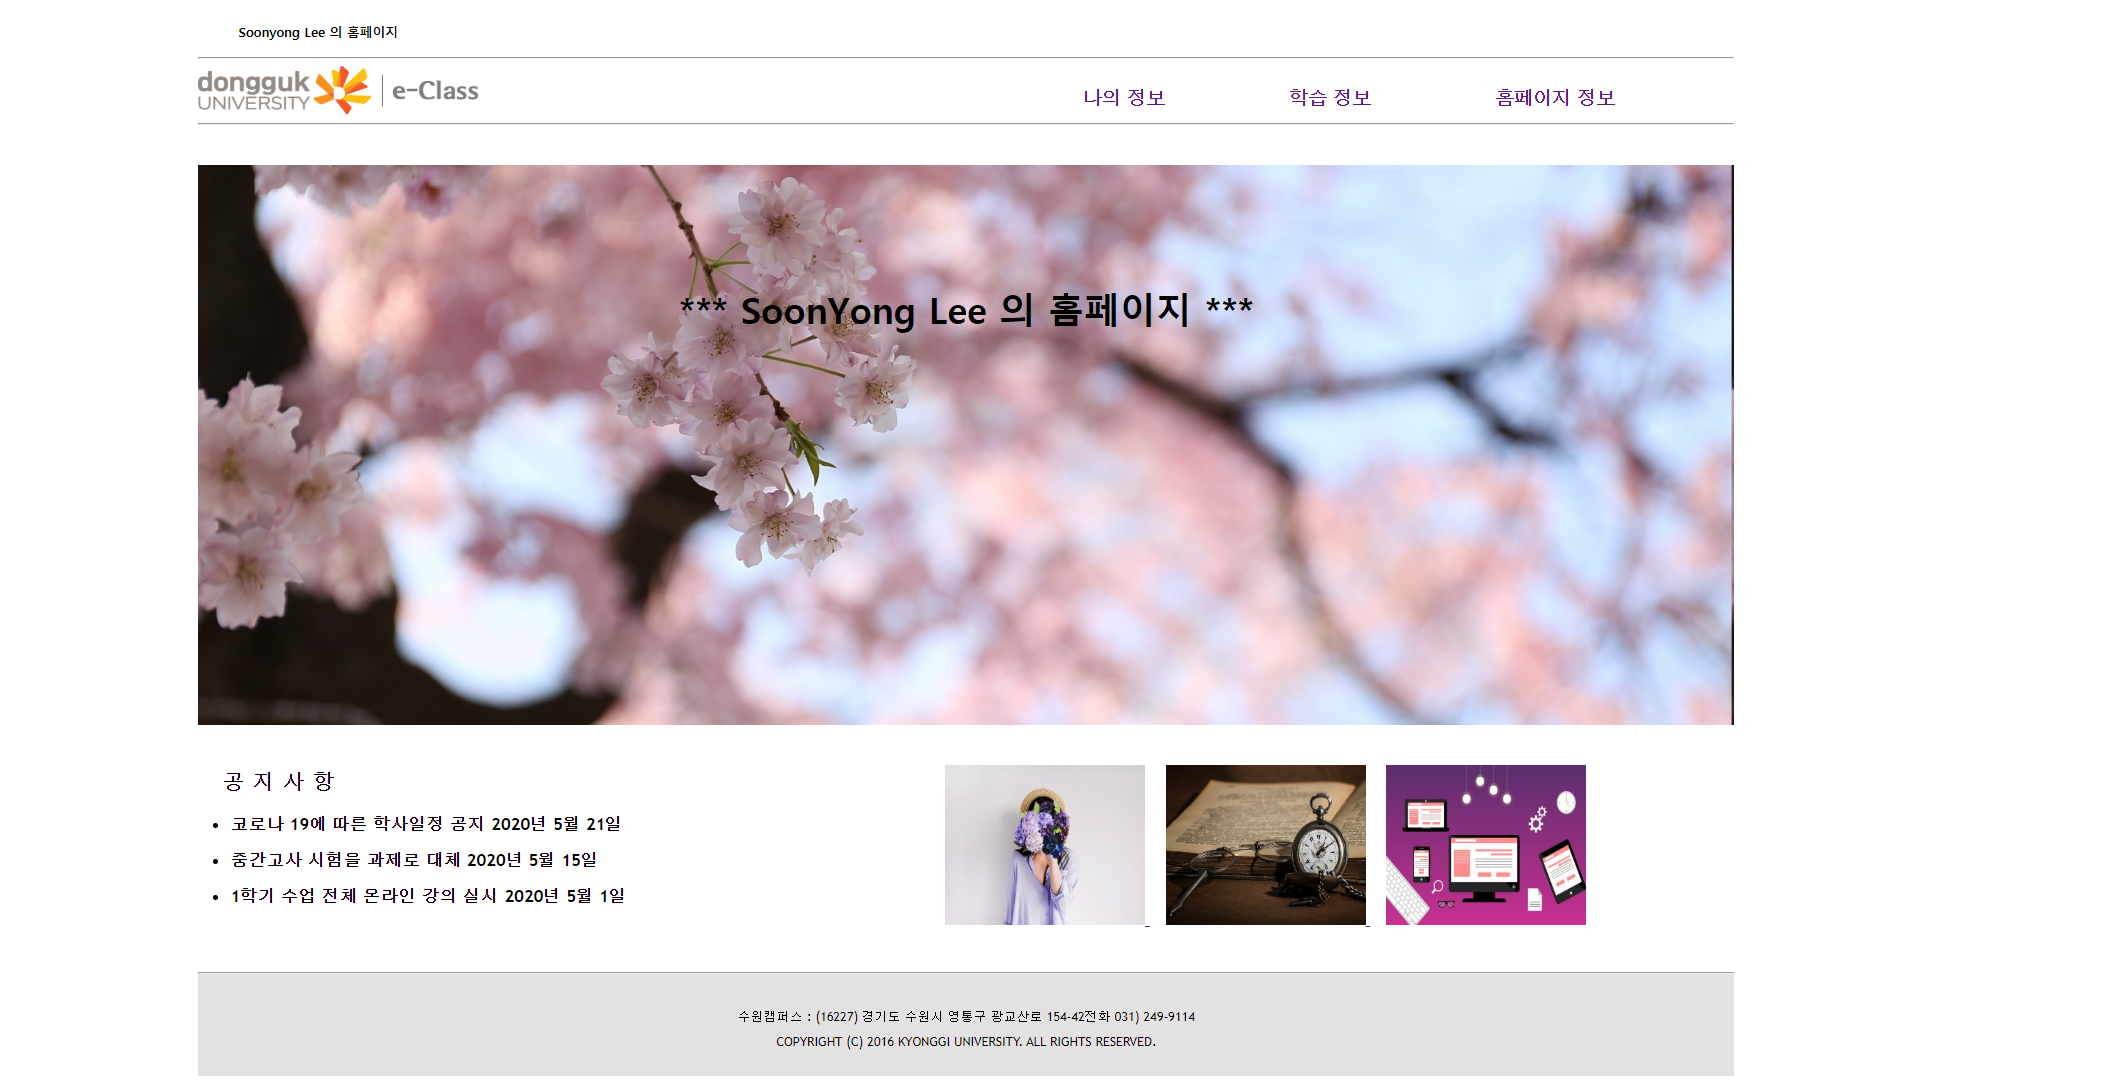 Soonyong Lee 의 홈페이지
dongguk UNIVERSITY e-Class
나의 정보 학습 정보 홈페이지 정보
*** SoonYong Lee 의 홈페이지 ***
공 지 사 항
코로나 19에 따른 학사일정 공지 2020년 5월 21일
중간고사 시험을 과제로 대체 2020년 5월 15일
1학기 수업 전체 온라인 강의 실시 2020년 5월 1일
수원캠퍼스 : (16227) 경기도 수원시 영통구 광교산로 154-42전화 031) 249-9114
COPYRIGHT (C) 2016 KYONGGI UNIVERSITY. ALL RIGHTS RESERVED.